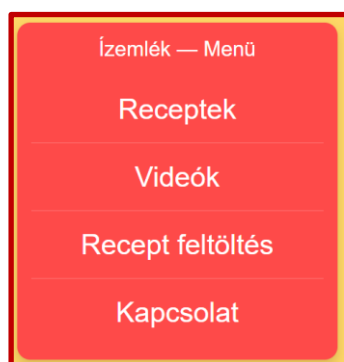 Ízemlék — Menü
Receptek
Videók
Recept feltöltés
Kapcsolat